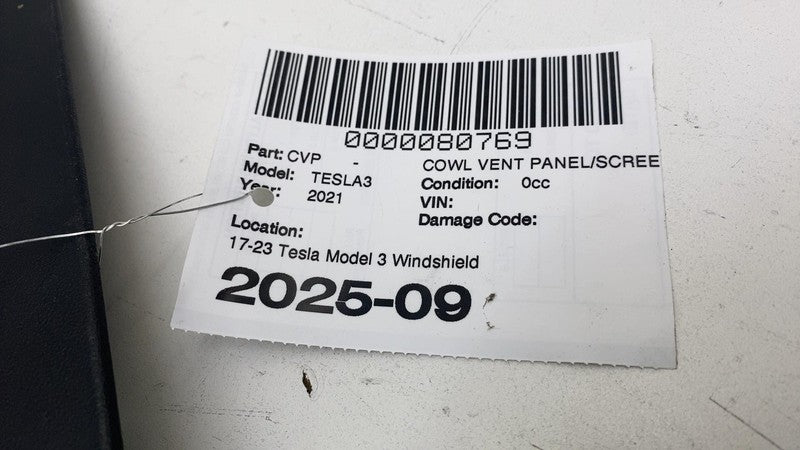 0000080769
Part: CVP - COWL VENT PANEL/SCREE
Model: TESLA3 Condition: 0cc
Year: 2021 VIN:
Damage Code:
Location:
17-23 Tesla Model 3 Windshield
2025-09